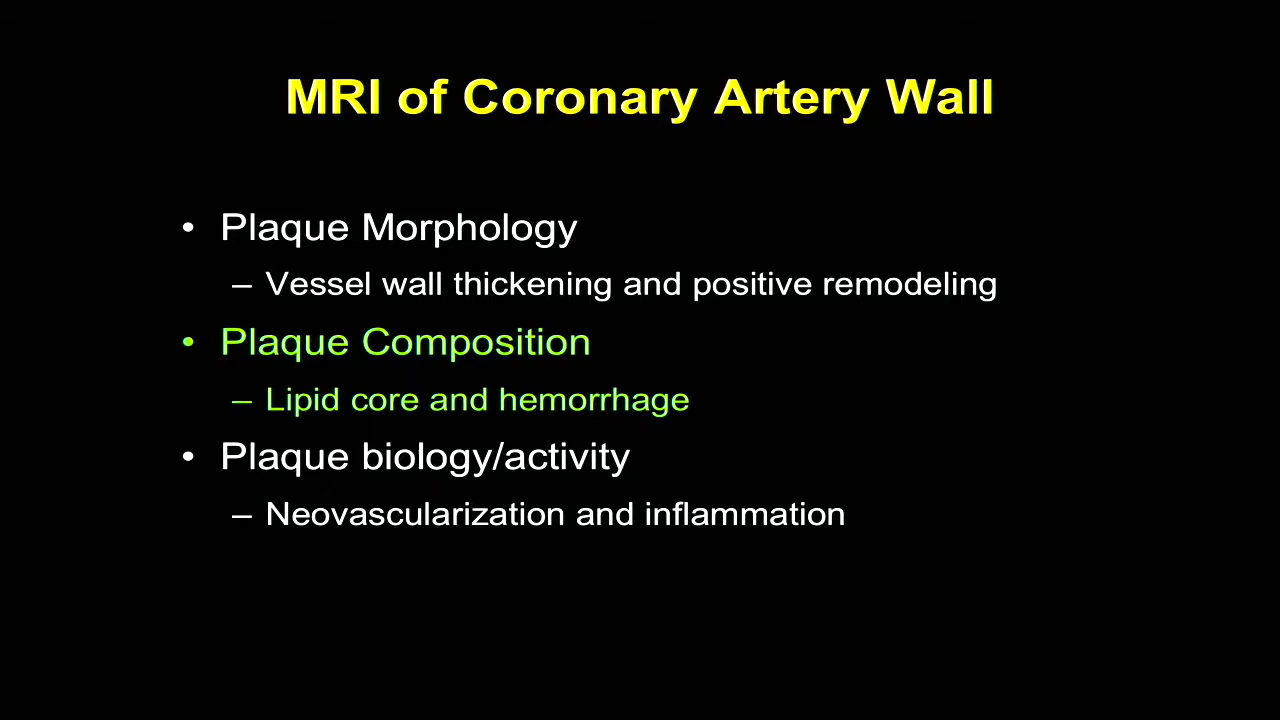 MRI of Coronary Artery Wall
• Plaque Morphology
– Vessel wall thickening and positive remodeling
• Plaque Composition
– Lipid core and hemorrhage
• Plaque biology/activity
– Neovascularization and inflammation